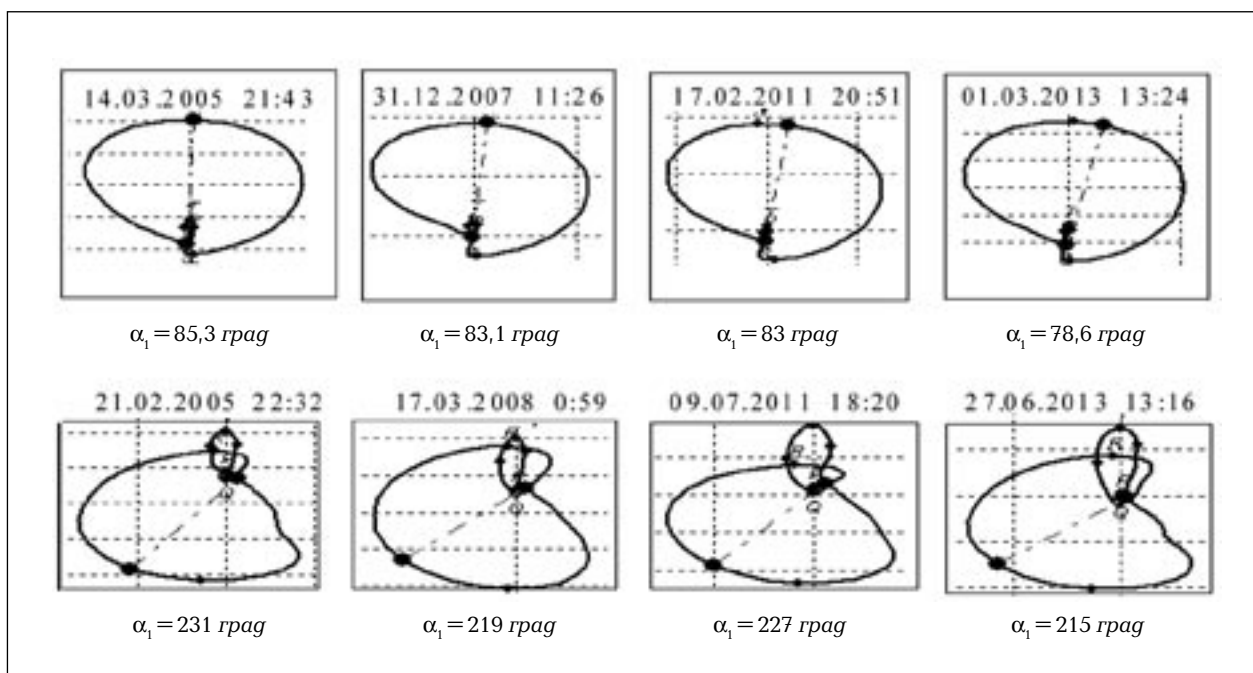 14.03.2005 21:43 31.12.2007 11:26 17.02.2011 20:51 01.03.2013 13:24
α₁ = 85,3 град α₁ = 83,1 град α₁ = 83 град α₁ = 78,6 град
21.02.2005 22:32 17.03.2008 0:59 09.07.2011 18:20 27.06.2013 13:16
α₁ = 231 град α₁ = 219 град α₁ = 227 град α₁ = 215 град